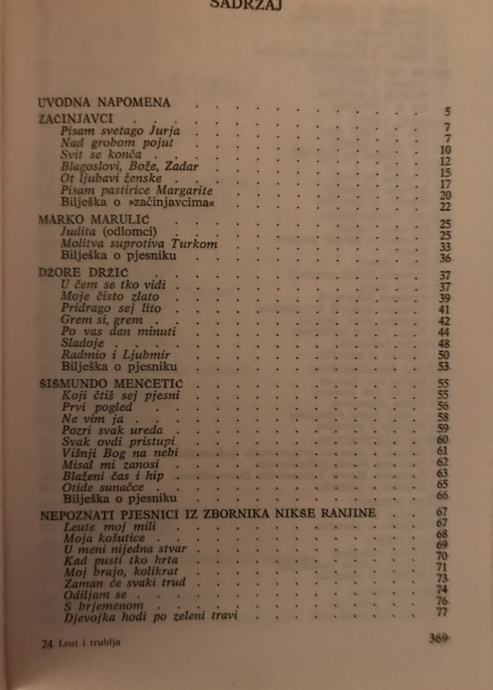 SADRŽAJ
UVODNA NAPOMENA . . . . . . . . . . 5
ZAČINJAVCI . . . . . . . . . . 7
Pisam svetago Jurja . . . . . . . . . . 7
Nad grobom pojut . . . . . . . . . . 10
Svit se konča . . . . . . . . . . 12
Blagoslovi, Bože, Zadar . . . . . . . . . . 15
Ot ljubavi ženske . . . . . . . . . . 17
Pisam pastirice Margarite . . . . . . . . . . 20
Bilješka o »začinjavcima« . . . . . . . . . . 22
MARKO MARULIĆ . . . . . . . . . . 25
Judita (odlomci) . . . . . . . . . . 25
Molitva suprotiva Turkom . . . . . . . . . . 33
Bilješka o pjesniku . . . . . . . . . . 36
DŽORE DRŽIĆ . . . . . . . . . . 37
U čem se tko vidi . . . . . . . . . . 37
Moje čisto zlato . . . . . . . . . . 39
Pridrago sej lito . . . . . . . . . . 41
Grem si, grem . . . . . . . . . . 42
Po vas dan minuti . . . . . . . . . . 44
Sladoje . . . . . . . . . . 48
Radmio i Ljubmir . . . . . . . . . . 50
Bilješka o pjesniku . . . . . . . . . . 53
ŠIŠMUNDO MENČETIĆ . . . . . . . . . . 55
Koji čtiš sej pjesni . . . . . . . . . . 55
Prvi pogled . . . . . . . . . . 56
Ne vim ja . . . . . . . . . . 58
Pozri svak ureda . . . . . . . . . . 59
Svak ovdi pristupi . . . . . . . . . . 60
Višnji Bog na nebi . . . . . . . . . . 61
Misal mi zanosi . . . . . . . . . . 62
Blaženi čas i hip . . . . . . . . . . 63
Otide sunačce . . . . . . . . . . 65
Bilješka o pjesniku . . . . . . . . . . 66
NEPOZNATI PJESNICI IZ ZBORNIKA NIKŠE RANJINE . . 67
Leute moj mili . . . . . . . . . . 67
Moja košutice . . . . . . . . . . 68
U meni nijedna stvar . . . . . . . . . . 69
Kad pusti tko hrta . . . . . . . . . . 70
Moj brajo, kolikrat . . . . . . . . . . 71
Zaman će svaki trud . . . . . . . . . . 73
Odiljam se . . . . . . . . . . 74
S brjemenom . . . . . . . . . . 76
Djevojka hodi po zeleni travi . . . . . . . . . . 77
24 Leut i trublja 369